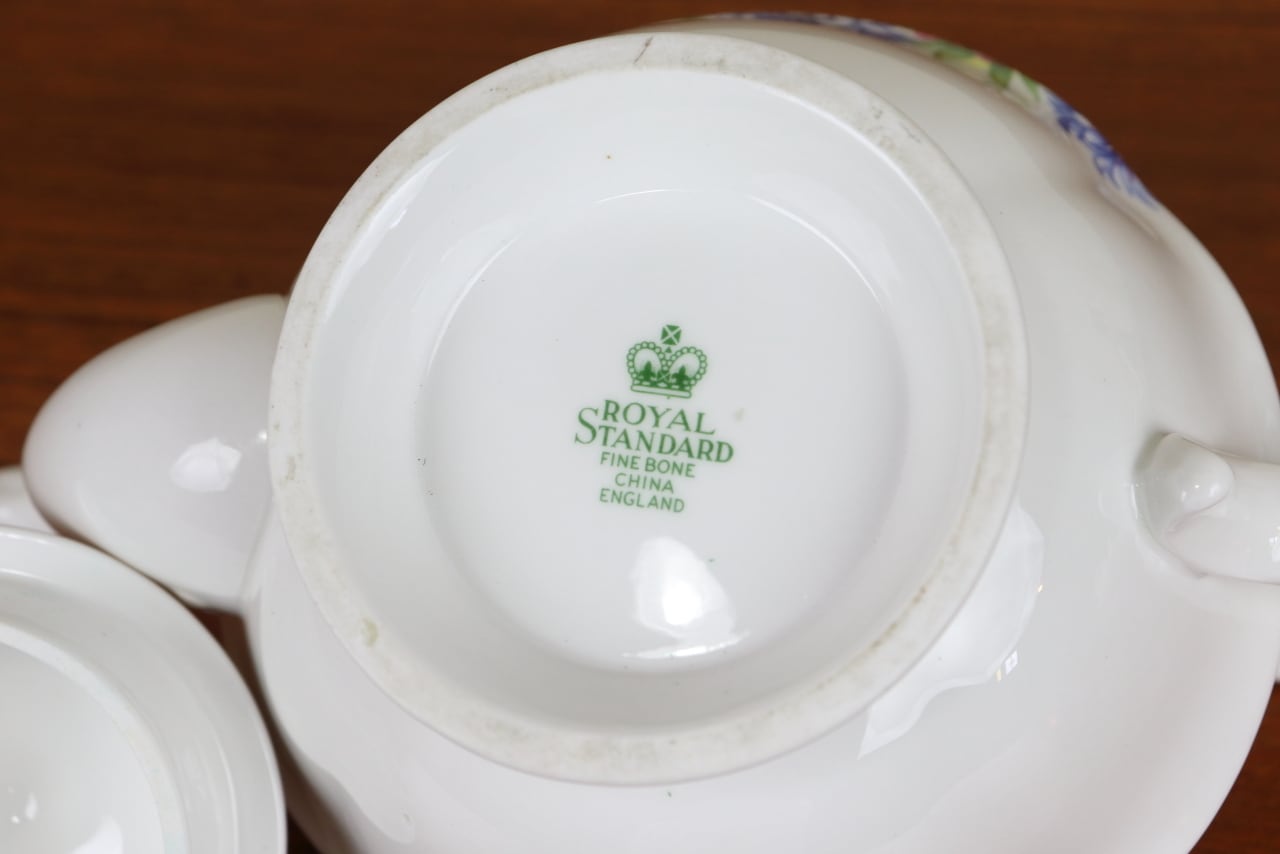 ROYAL
STANDARD
FINE BONE
CHINA
ENGLAND